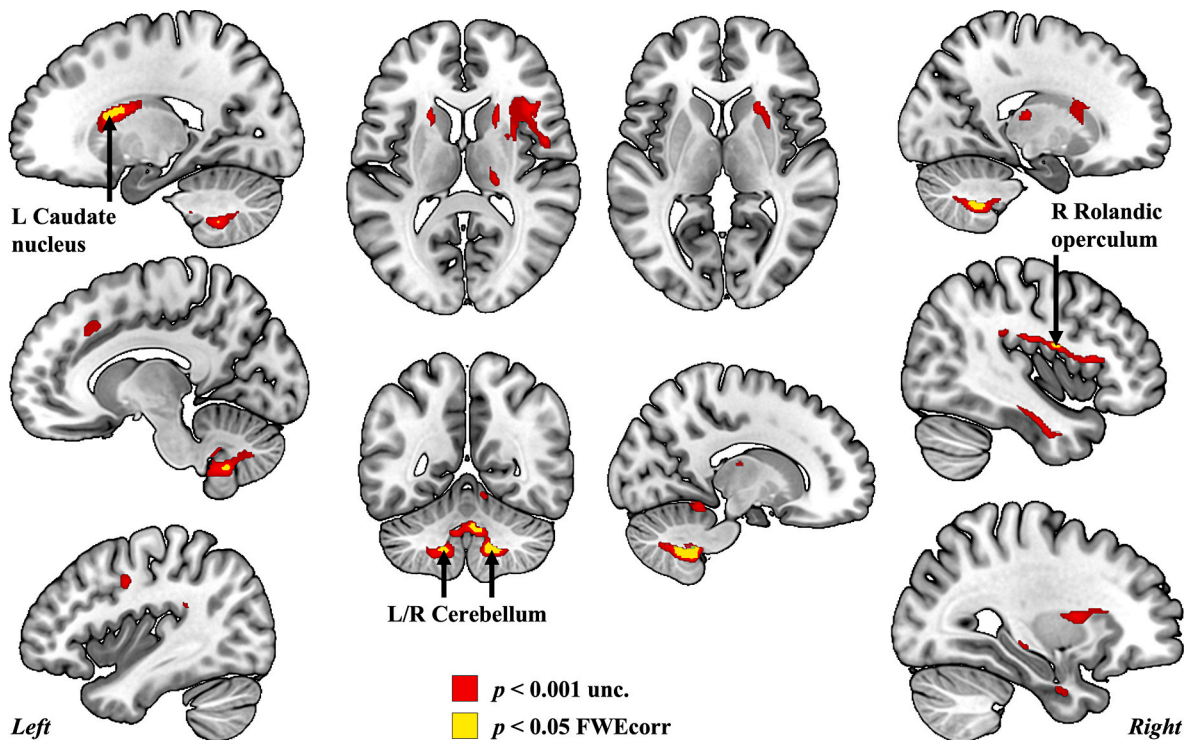 L Caudate
nucleus
R Rolandic
operculum
L/R Cerebellum
p < 0.001 unc.
p < 0.05 FWEcorr
Left
Right